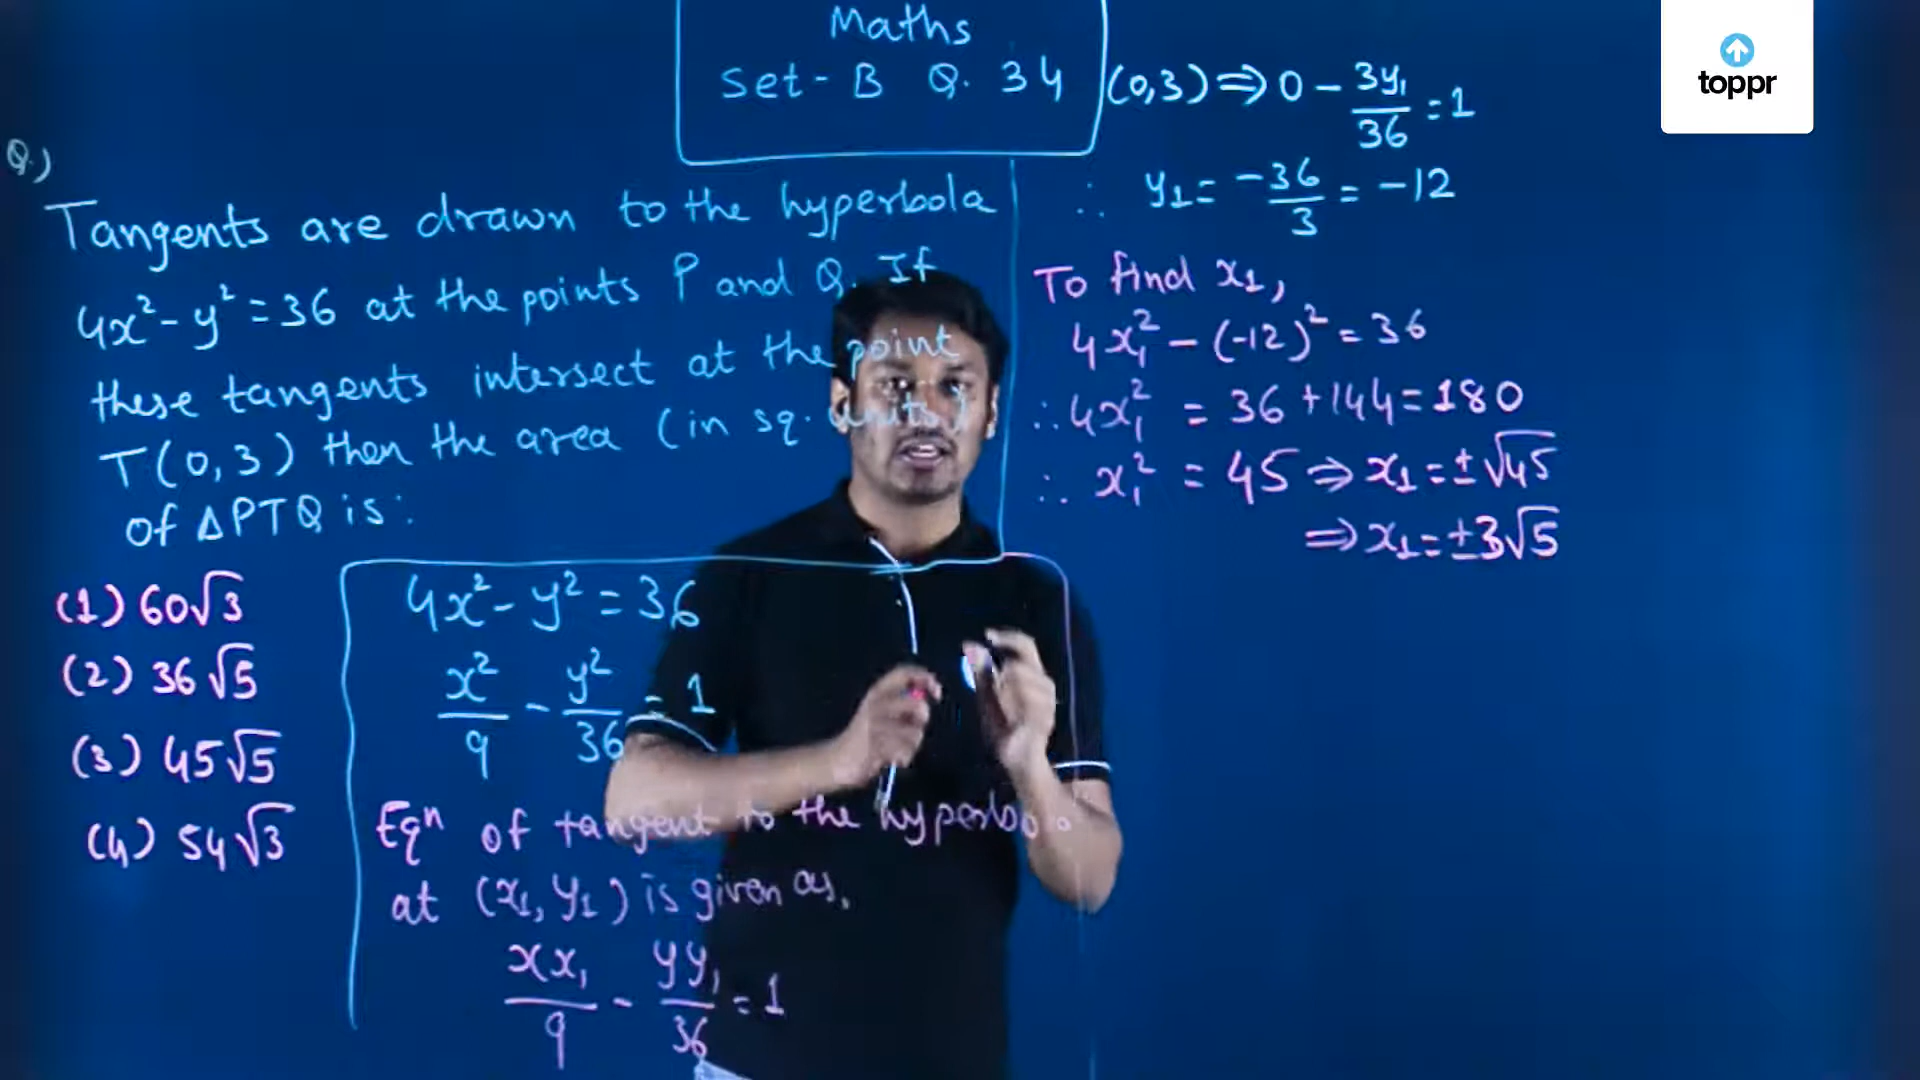 Maths
Set - B Q. 34
toppr
Q.)
Tangents are drawn to the hyperbola
4x² - y² = 36 at the points P and Q. If
these tangents intersect at the point
T(0,3) then the area (in sq. units)
of ΔPTQ is:
(1) 60√3
(2) 36√5
(3) 45√5
(4) 54√3
4x² - y² = 36
x²/9 - y²/36 = 1
Eqⁿ of tangent to the hyperbola
at (x₁, y₁) is given as,
xx₁/9 - yy₁/36 = 1
(0,3) ⇒ 0 - 3y₁/36 = 1
∴ y₁ = -36/3 = -12
To find x₁,
4x₁² - (-12)² = 36
∴ 4x₁² = 36 + 144 = 180
∴ x₁² = 45 ⇒ x₁ = ±√45
⇒ x₁ = ±3√5